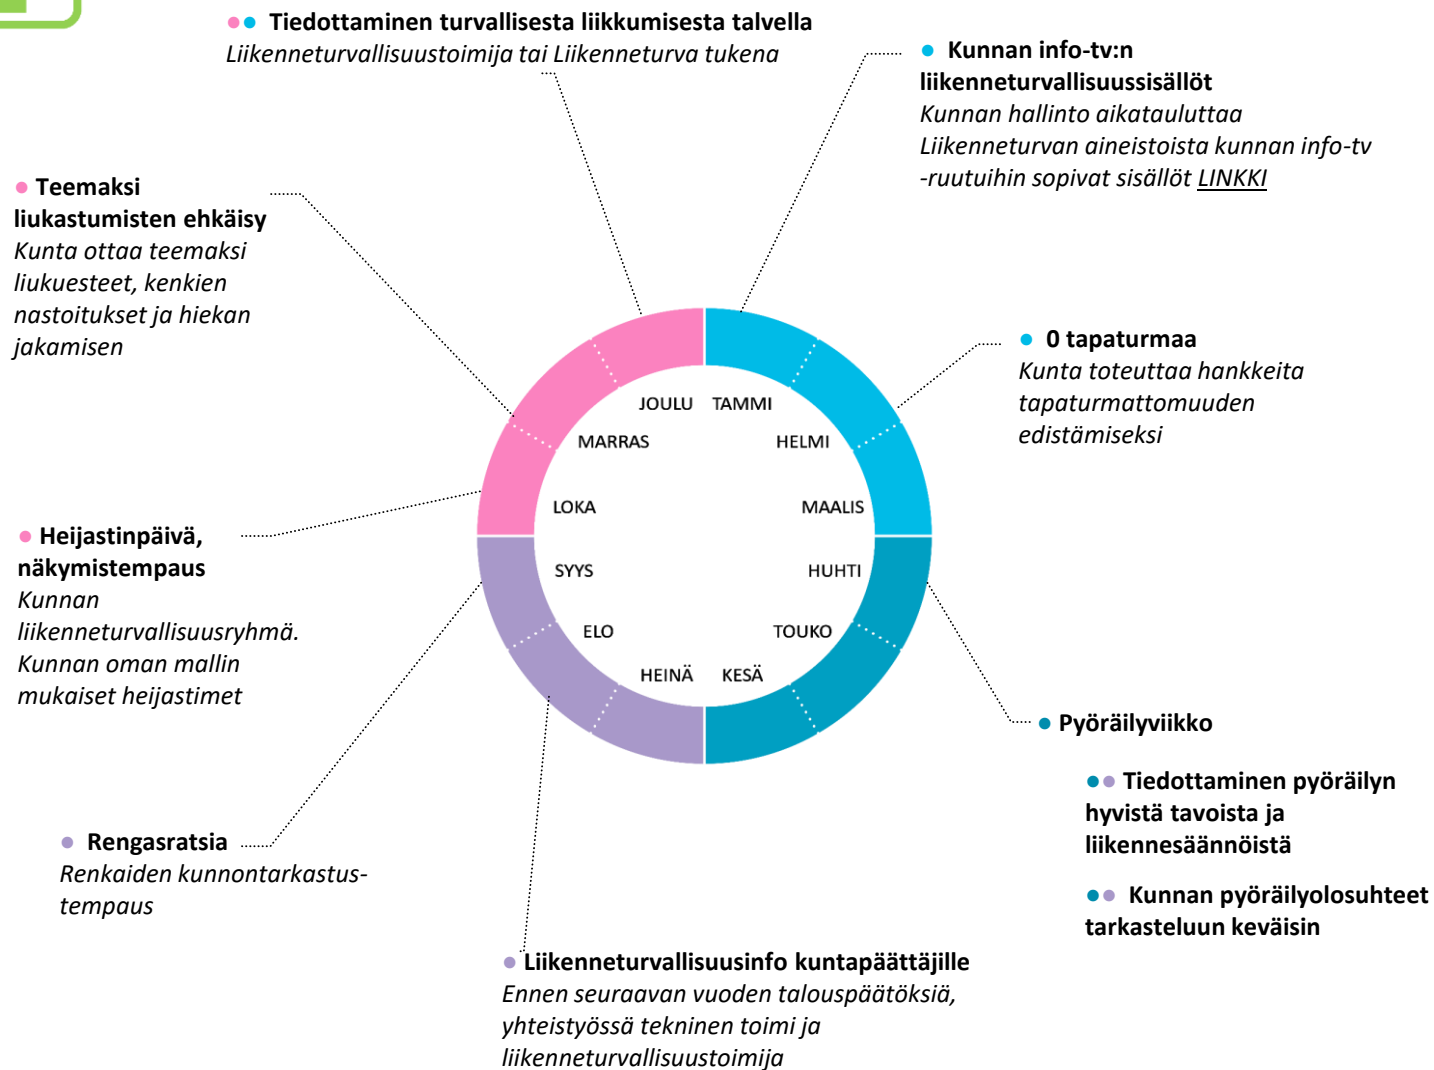 ●● Tiedottaminen turvallisesta liikkumisesta talvella
Liikenneturvallisuustoimija tai Liikenneturva tukena
● Kunnan info-tv:n
liikenneturvallisuussisällöt
Kunnan hallinto aikatauluttaa
Liikenneturvan aineistoista kunnan info-tv
-ruutuihin sopivat sisällöt LINKKI
● Teemaksi
liukastumisten ehkäisy
Kunta ottaa teemaksi
liukuesteet, kenkien
nastoitukset ja hiekan
jakamisen
● 0 tapaturmaa
Kunta toteuttaa hankkeita
tapaturmattomuuden
edistämiseksi
JOULU TAMMI
MARRAS HELMI
LOKA MAALIS
SYYS HUHTI
ELO TOUKO
HEINÄ KESÄ
● Heijastinpäivä,
näkymistempaus
Kunnan
liikenneturvallisuusryhmä.
Kunnan oman mallin
mukaiset heijastimet
● Pyöräilyviikko
●● Tiedottaminen pyöräilyn
hyvistä tavoista ja
liikennesäännöistä
●● Kunnan pyöräilyolosuhteet
tarkasteluun keväisin
● Rengasratsia
Renkaiden kunnontarkastus-
tempaus
● Liikenneturvallisuusinfo kuntapäättäjille
Ennen seuraavan vuoden talouspäätöksiä,
yhteistyössä tekninen toimi ja
liikenneturvallisuustoimija